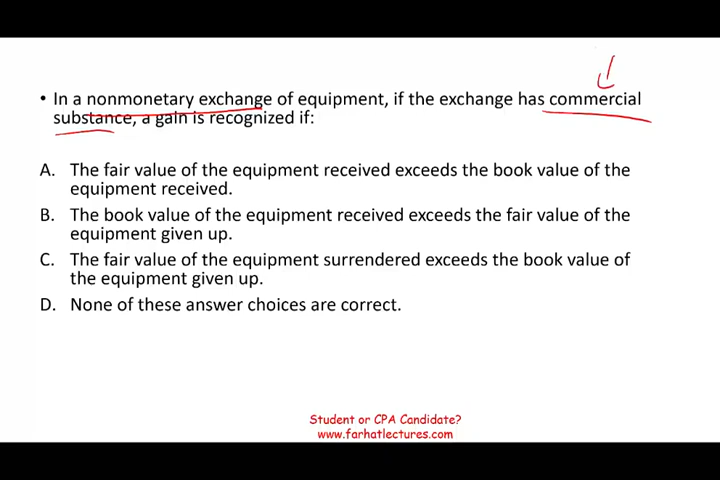 • In a nonmonetary exchange of equipment, if the exchange has commercial
substance, a gain is recognized if:
A. The fair value of the equipment received exceeds the book value of the
equipment received.
B. The book value of the equipment received exceeds the fair value of the
equipment given up.
C. The fair value of the equipment surrendered exceeds the book value of
the equipment given up.
D. None of these answer choices are correct.
Student or CPA Candidate?
www.farhatlectures.com